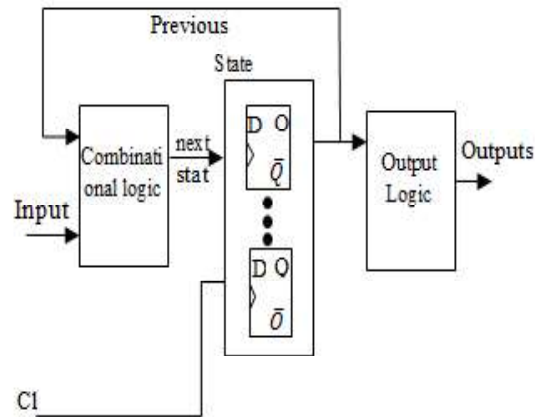 Previous
State
D O
Q̅
Combinati
onal logic
next
stat
Input
Output
Logic
Outputs
D Q
O̅
Cl